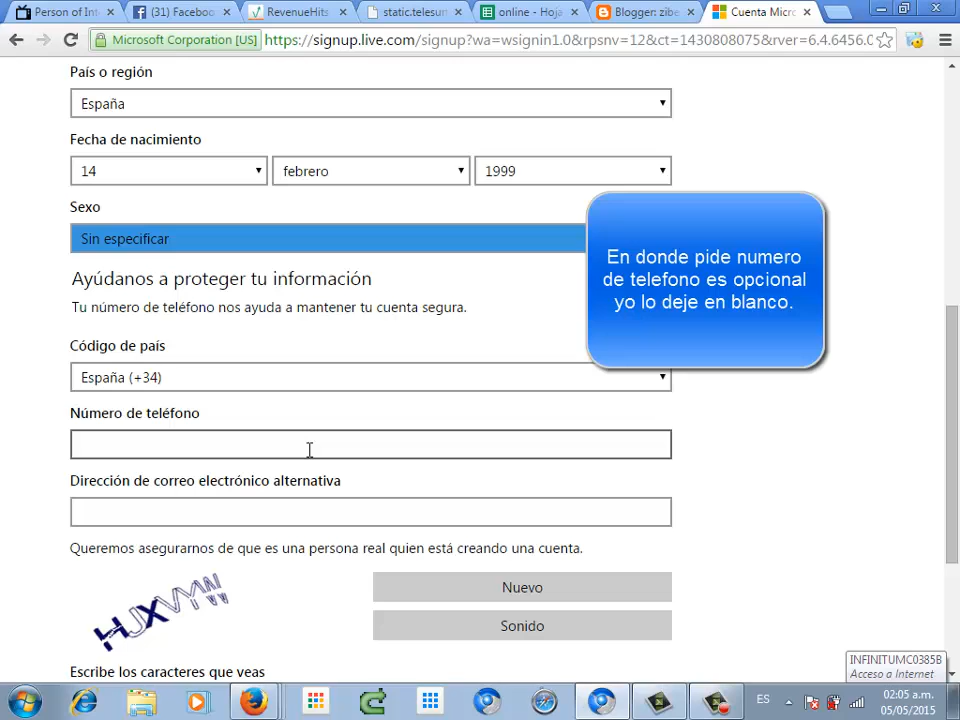 Person of Int
(31) Faceboo
RevenueHits
static.telesum
online - Hoja
Blogger: zibe
Cuenta Micro
Microsoft Corporation [US]
https://signup.live.com/signup?wa=wsignin1.0&rpsnv=12&ct=1430808075&rver=6.4.6456.0
País o región
España
Fecha de nacimiento
14
febrero
1999
Sexo
Sin especificar
En donde pide numero
de telefono es opcional
yo lo deje en blanco.
Ayúdanos a proteger tu información
Tu número de teléfono nos ayuda a mantener tu cuenta segura.
Código de país
España (+34)
Número de teléfono
Dirección de correo electrónico alternativa
Queremos asegurarnos de que es una persona real quien está creando una cuenta.
Nuevo
Sonido
Escribe los caracteres que veas
INFINITUMC0385B
Acceso a Internet
ES
02:05 a.m.
05/05/2015